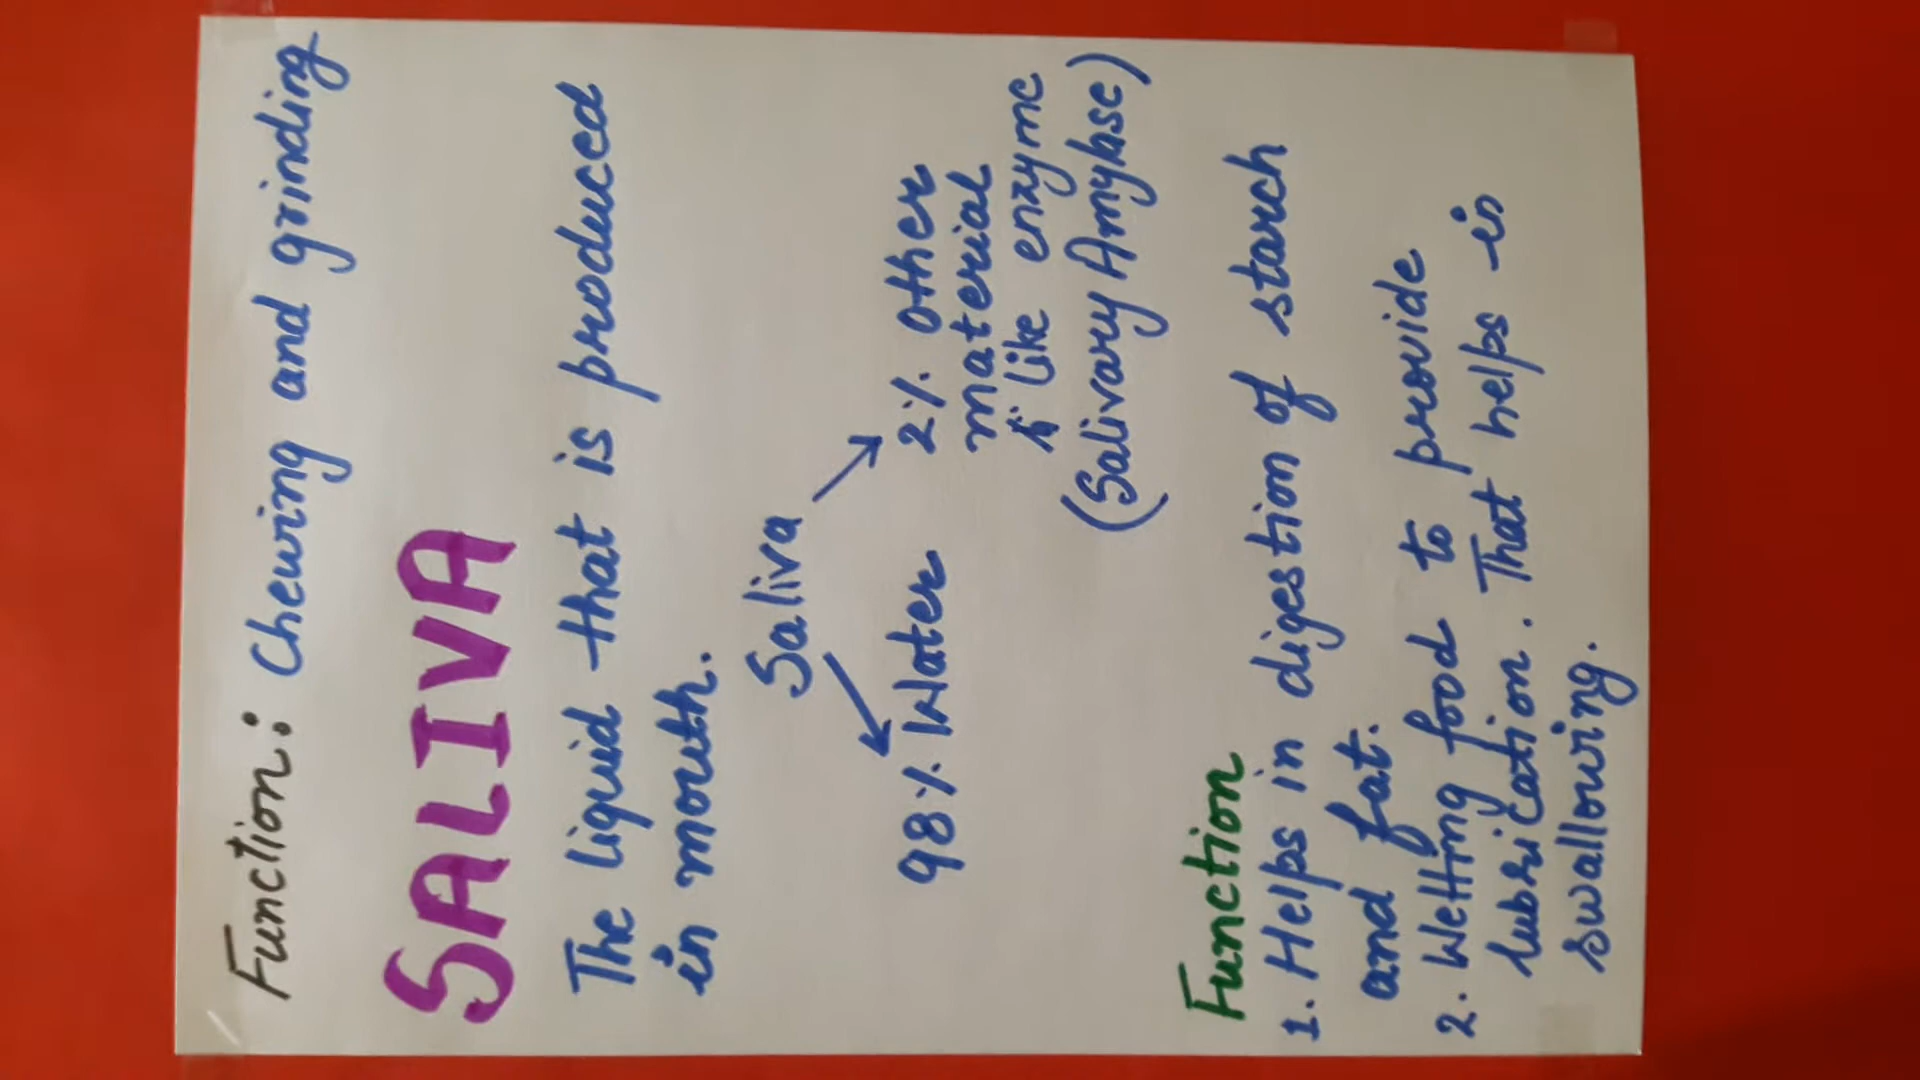 Function: Chewing and grinding
SALIVA
The liquid that is produced
in mouth.
Saliva
98% Water
2% other
material
like enzyme
(Salivary Amylase)
Function
1. Helps in digestion of starch
and fat.
2. Wetting food to provide
lubrication. That helps in
swallowing.